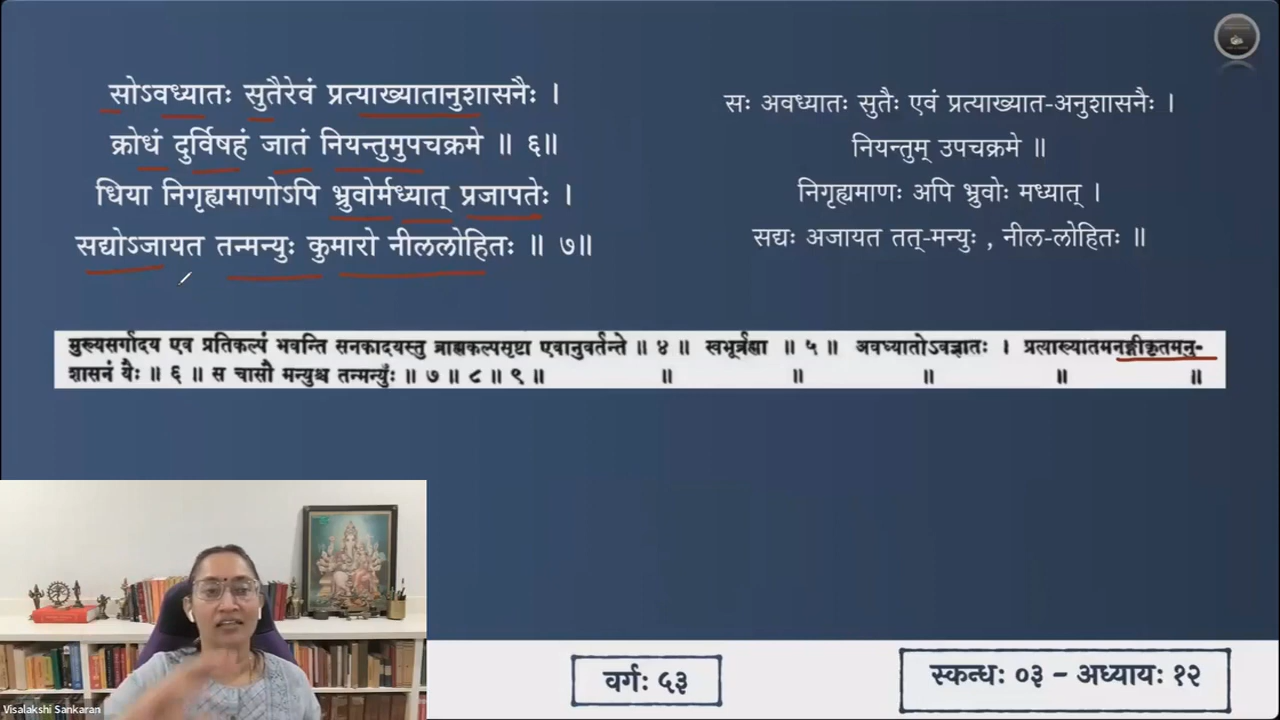 सोऽवध्यातः सुतैरेवं प्रत्याख्यातानुशासनैः ।
क्रोधं दुर्विषहं जातं नियन्तुमुपचक्रमे ॥ ६॥
धिया निगृह्यमाणोऽपि भ्रुवोर्मध्यात् प्रजापतेः ।
सद्योऽजायत तन्मन्युः कुमारो नीललोहितः ॥ ७॥
सः अवध्यातः सुतैः एवं प्रत्याख्यात-अनुशासनैः ।
नियन्तुम् उपचक्रमे ॥
निगृह्यमाणः अपि भ्रुवोः मध्यात् ।
सद्यः अजायत तत्-मन्युः , नील-लोहितः ॥
मुख्यसर्गादय एव प्रतिकल्पं भवन्ति सनकादयस्तु ब्राह्मकल्पसृष्टा एवानुवर्तन्ते ॥ ४ ॥ स्वभूर्ब्रह्मा ॥ ५ ॥ अवध्यातोऽवज्ञातः । प्रत्याख्यातमनङ्गीकृतमनु-
शासनं यैः ॥ ६ ॥ स चासौ मन्युश्च तन्मन्युः ॥ ७ ॥ ८ ॥ ९ ॥ ॥ ॥ ॥ ॥ ॥
Visalakshi Sankaran
वर्गः ५३
स्कन्धः ०३ - अध्यायः १२